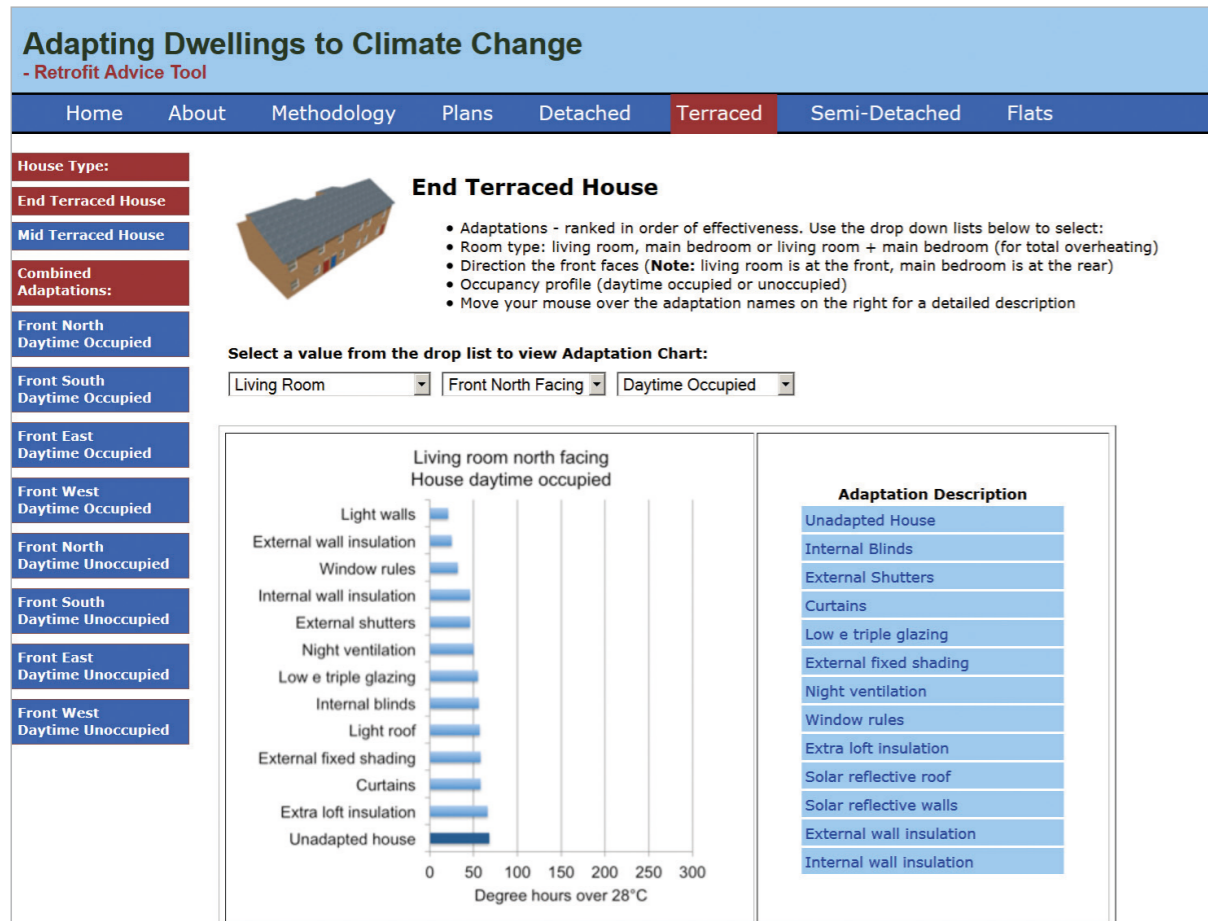 Adapting Dwellings to Climate Change
- Retrofit Advice Tool
Home About Methodology Plans Detached Terraced Semi-Detached Flats
House Type:
End Terraced House
Mid Terraced House
Combined
Adaptations:
Front North
Daytime Occupied
Front South
Daytime Occupied
Front East
Daytime Occupied
Front West
Daytime Occupied
Front North
Daytime Unoccupied
Front South
Daytime Unoccupied
Front East
Daytime Unoccupied
Front West
Daytime Unoccupied
End Terraced House
• Adaptations - ranked in order of effectiveness. Use the drop down lists below to select:
• Room type: living room, main bedroom or living room + main bedroom (for total overheating)
• Direction the front faces (Note: living room is at the front, main bedroom is at the rear)
• Occupancy profile (daytime occupied or unoccupied)
• Move your mouse over the adaptation names on the right for a detailed description
Select a value from the drop list to view Adaptation Chart:
Living Room Front North Facing Daytime Occupied
Living room north facing
House daytime occupied
Light walls
External wall insulation
Window rules
Internal wall insulation
External shutters
Night ventilation
Low e triple glazing
Internal blinds
Light roof
External fixed shading
Curtains
Extra loft insulation
Unadapted house
0 50 100 150 200 250 300
Degree hours over 28°C
Adaptation Description
Unadapted House
Internal Blinds
External Shutters
Curtains
Low e triple glazing
External fixed shading
Night ventilation
Window rules
Extra loft insulation
Solar reflective roof
Solar reflective walls
External wall insulation
Internal wall insulation